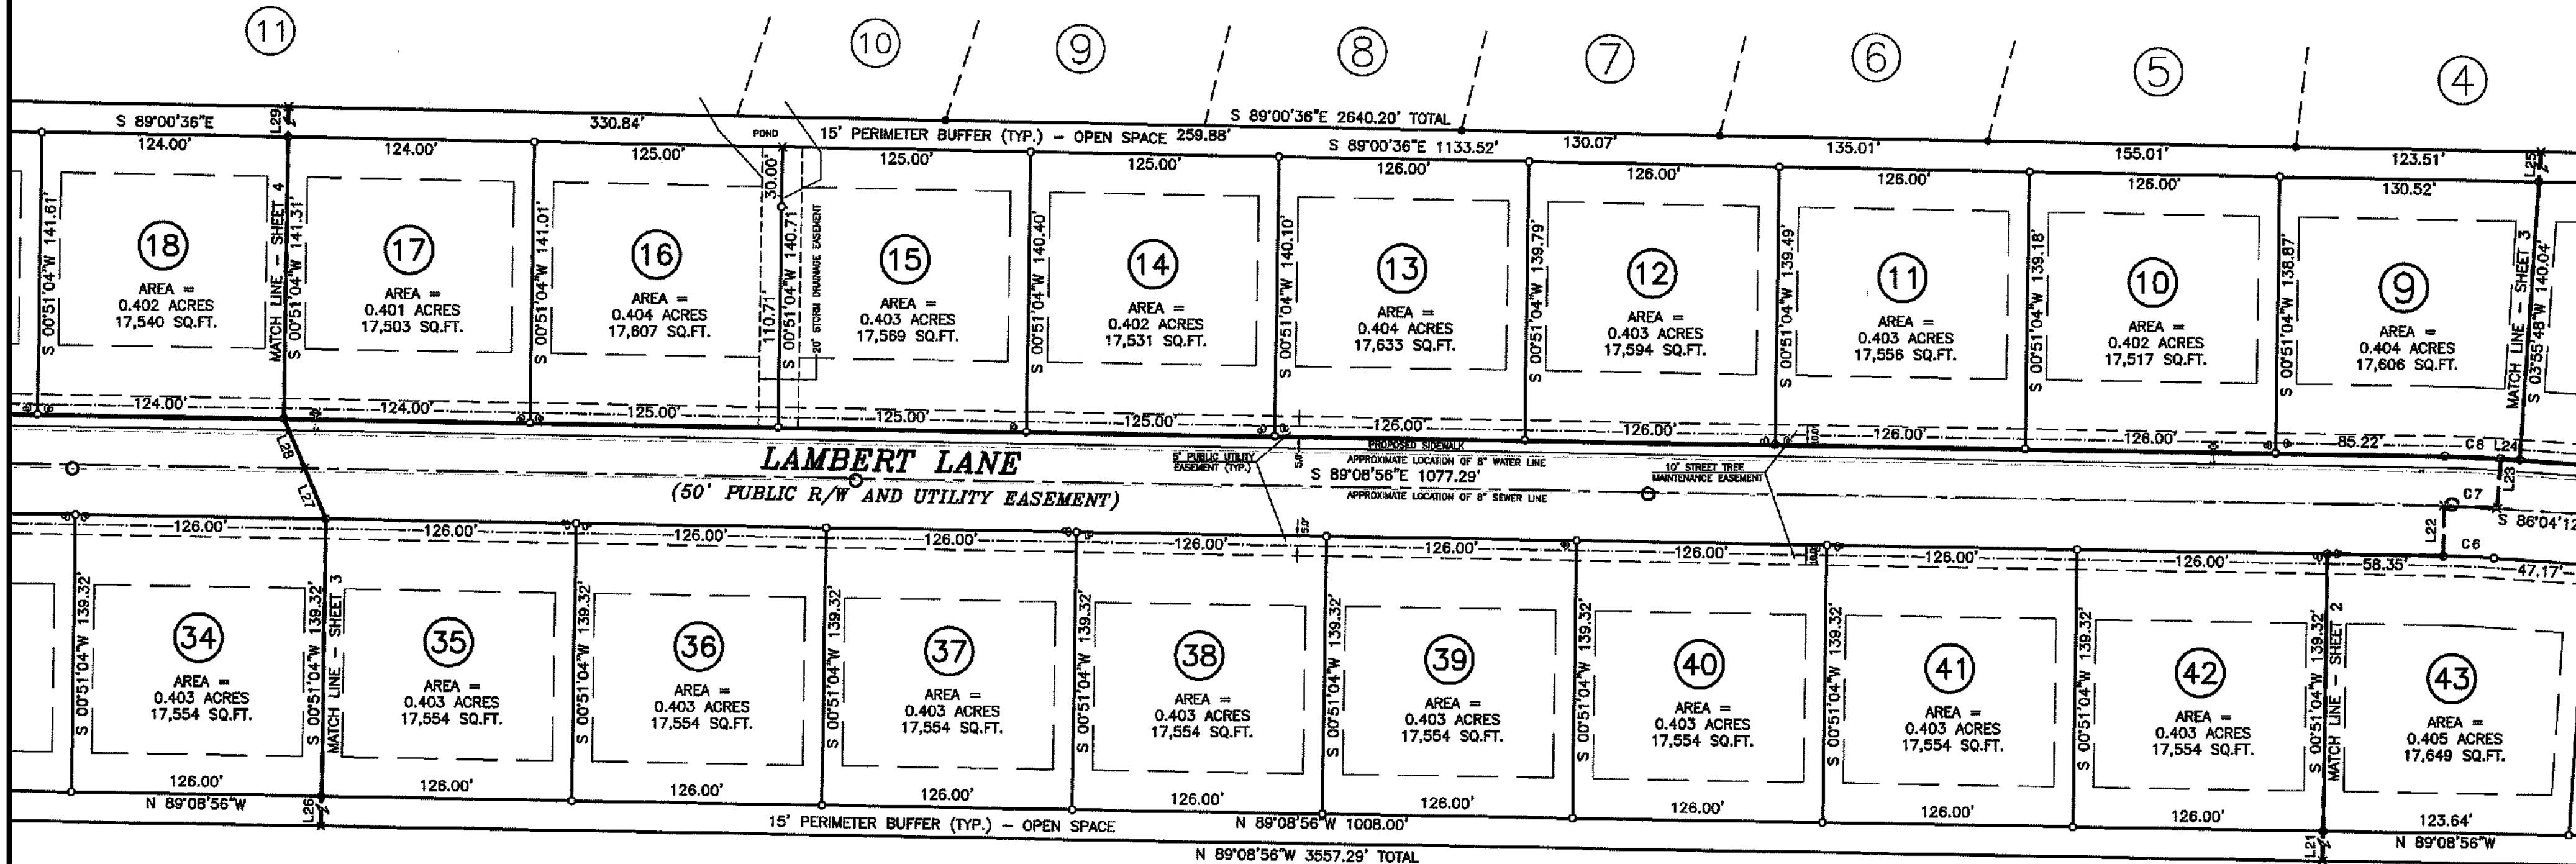 11
10
9
8
7
6
5
4
S 89°00'36"E
L29
330.84'
POND
15' PERIMETER BUFFER (TYP.) - OPEN SPACE 259.88'
S 89°00'36"E 2640.20' TOTAL
S 89°00'36"E 1133.52'
130.07'
135.01'
155.01'
123.51'
L25
124.00'
124.00'
125.00'
30.00'
125.00'
125.00'
126.00'
126.00'
126.00'
126.00'
130.52'
S 00°51'04"W 141.61'
18
AREA =
0.402 ACRES
17,540 SQ.FT.
MATCH LINE - SHEET 4
S 00°51'04"W 141.31'
17
AREA =
0.401 ACRES
17,503 SQ.FT.
S 00°51'04"W 141.01'
16
AREA =
0.404 ACRES
17,607 SQ.FT.
110.71'
S 00°51'04"W 140.71'
20' STORM DRAINAGE EASEMENT
15
AREA =
0.403 ACRES
17,569 SQ.FT.
S 00°51'04"W 140.40'
14
AREA =
0.402 ACRES
17,531 SQ.FT.
S 00°51'04"W 140.10'
13
AREA =
0.404 ACRES
17,633 SQ.FT.
S 00°51'04"W 139.79'
12
AREA =
0.403 ACRES
17,594 SQ.FT.
S 00°51'04"W 139.49'
11
AREA =
0.403 ACRES
17,556 SQ.FT.
S 00°51'04"W 139.18'
10
AREA =
0.402 ACRES
17,517 SQ.FT.
S 00°51'04"W 138.87'
9
AREA =
0.404 ACRES
17,606 SQ.FT.
MATCH LINE - SHEET 3
S 03°55'48"W 140.04'
124.00'
124.00'
125.00'
125.00'
125.00'
126.00'
126.00'
126.00'
126.00'
85.22'
C8
L24
L28
L27
LAMBERT LANE
(50' PUBLIC R/W AND UTILITY EASEMENT)
5' PUBLIC UTILITY
EASEMENT (TYP.)
5.0'
PROPOSED SIDEWALK
APPROXIMATE LOCATION OF 8" WATER LINE
S 89°08'56"E 1077.29'
APPROXIMATE LOCATION OF 8" SEWER LINE
10' STREET TREE
MAINTENANCE EASEMENT
10.0'
L23
C7
S 86°04'12
L22
C6
126.00'
126.00'
126.00'
126.00'
126.00'
5.0'
126.00'
126.00'
10.0'
126.00'
126.00'
58.35'
47.17'
S 00°51'04"W 139.32'
34
AREA =
0.403 ACRES
17,554 SQ.FT.
S 00°51'04"W 139.32'
MATCH LINE - SHEET 3
35
AREA =
0.403 ACRES
17,554 SQ.FT.
S 00°51'04"W 139.32'
36
AREA =
0.403 ACRES
17,554 SQ.FT.
S 00°51'04"W 139.32'
37
AREA =
0.403 ACRES
17,554 SQ.FT.
S 00°51'04"W 139.32'
38
AREA =
0.403 ACRES
17,554 SQ.FT.
S 00°51'04"W 139.32'
39
AREA =
0.403 ACRES
17,554 SQ.FT.
S 00°51'04"W 139.32'
40
AREA =
0.403 ACRES
17,554 SQ.FT.
S 00°51'04"W 139.32'
41
AREA =
0.403 ACRES
17,554 SQ.FT.
S 00°51'04"W 139.32'
42
AREA =
0.403 ACRES
17,554 SQ.FT.
S 00°51'04"W 139.32'
MATCH LINE - SHEET 2
43
AREA =
0.405 ACRES
17,649 SQ.FT.
126.00'
126.00'
126.00'
126.00'
126.00'
126.00'
126.00'
126.00'
126.00'
123.64'
N 89°08'56"W
L26
15' PERIMETER BUFFER (TYP.) - OPEN SPACE
N 89°08'56"W 1008.00'
N 89°08'56"W 3557.29' TOTAL
L21
N 89°08'56"W